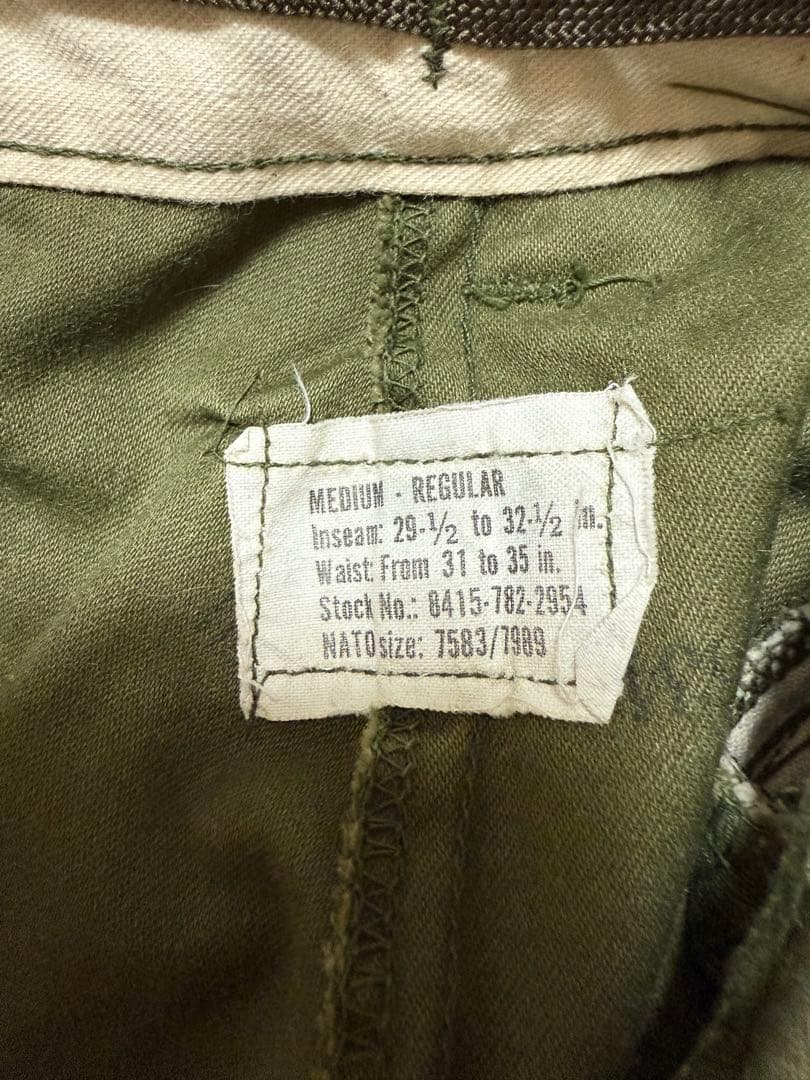 MEDIUM - REGULAR
Inseam: 29-1/2 to 32-1/2 in.
Waist: From 31 to 35 in.
Stock No.: 8415-782-2954
NATO size: 7583/7989